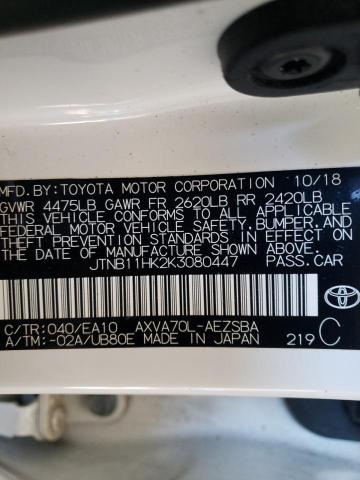 MFD.BY:TOYOTA MOTOR CORPORATION 10/18
GVWR 4475LB GAWR FR 2620LB RR 2420LB
THIS VEHICLE CONFORMS TO ALL APPLICABLE
FEDERAL MOTOR VEHICLE SAFETY,BUMPER,AND
THEFT PREVENTION STANDARDS IN EFFECT
ON THE DATE OF MANUFACTURE SHOWN ABOVE.
JTNB11HK2K3080447 PASS.CAR
C/TR:040/EA10 AXVA70L-AEZSBA
A/TM:-02A/UB80E MADE IN JAPAN 219 C